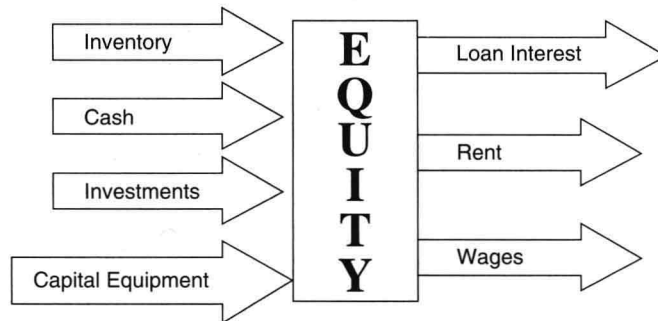 Inventory
Cash
Investments
Capital Equipment
E
Q
U
I
T
Y
Loan Interest
Rent
Wages